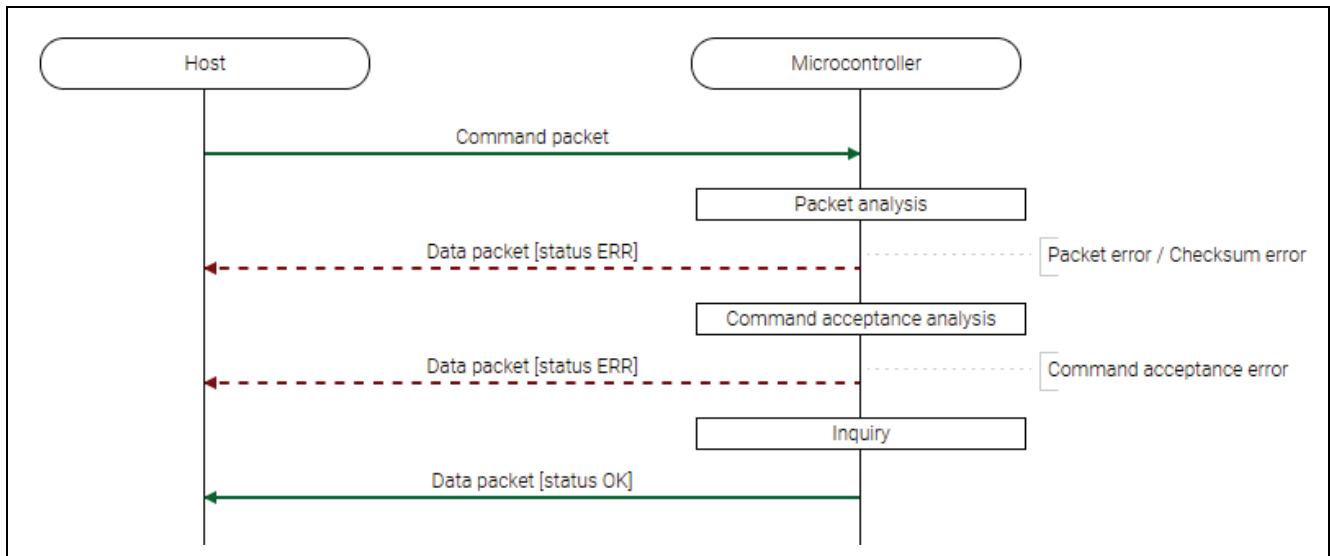 Host
Microcontroller
Command packet
Packet analysis
Data packet [status ERR]
Packet error / Checksum error
Command acceptance analysis
Data packet [status ERR]
Command acceptance error
Inquiry
Data packet [status OK]